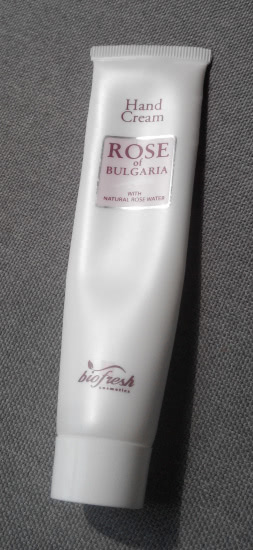 Hand
Cream
ROSE
of
BULGARIA
WITH
NATURAL ROSE WATER
biofresh
cosmetics